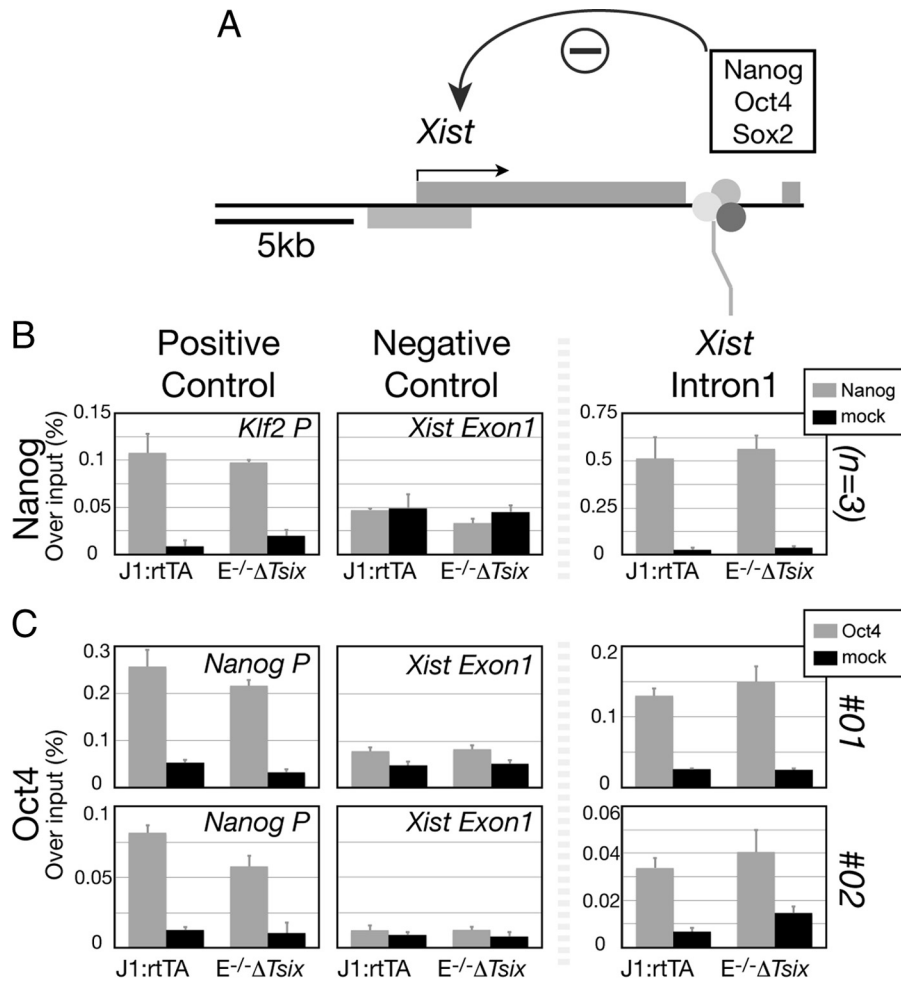 A
Nanog
Oct4
Sox2
Xist
5kb
B
Positive
Control
Negative
Control
Xist
Intron1
Nanog
mock
Nanog
Over input (%)
0.15
0.1
0.05
0
Klf2 P
Xist Exon1
0.75
0.5
0.25
0
(n=3)
J1:rtTA
E-/-ΔTsix
J1:rtTA
E-/-ΔTsix
J1:rtTA
E-/-ΔTsix
C
Oct4
mock
Oct4
Over input (%)
0.3
0.2
0.1
0
Nanog P
Xist Exon1
0.2
0.1
0
#01
0.1
0.05
0
Nanog P
Xist Exon1
0.06
0.04
0.02
0
#02
J1:rtTA
E-/-ΔTsix
J1:rtTA
E-/-ΔTsix
J1:rtTA
E-/-ΔTsix